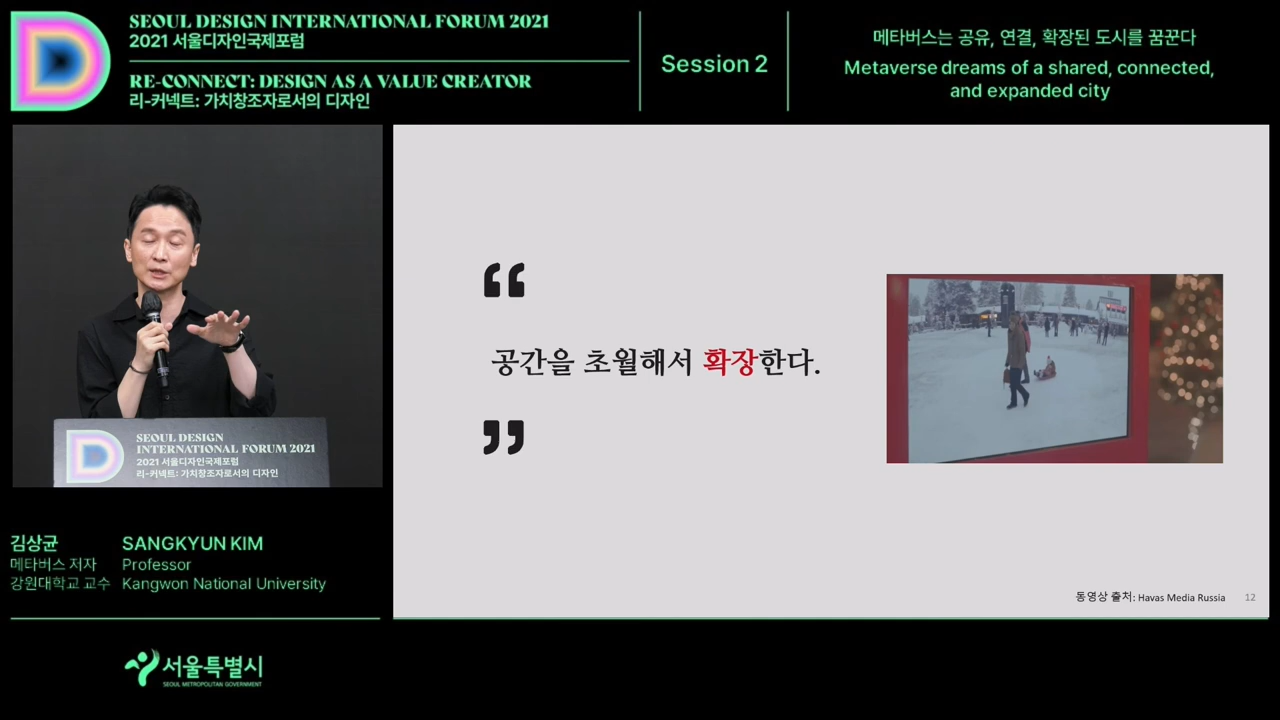 SEOUL DESIGN INTERNATIONAL FORUM 2021
2021 서울디자인국제포럼
RE-CONNECT: DESIGN AS A VALUE CREATOR
리-커넥트: 가치창조자로서의 디자인
Session 2
메타버스는 공유, 연결, 확장된 도시를 꿈꾼다
Metaverse dreams of a shared, connected,
and expanded city
SEOUL DESIGN
INTERNATIONAL FORUM 2021
2021 서울디자인국제포럼
리-커넥트: 가치창조자로서의 디자인
“
공간을 초월해서 확장한다.
”
동영상 출처: Havas Media Russia
12
김상균 SANGKYUN KIM
메타버스 저자 Professor
강원대학교 교수 Kangwon National University
서울특별시
SEOUL METROPOLITAN GOVERNMENT